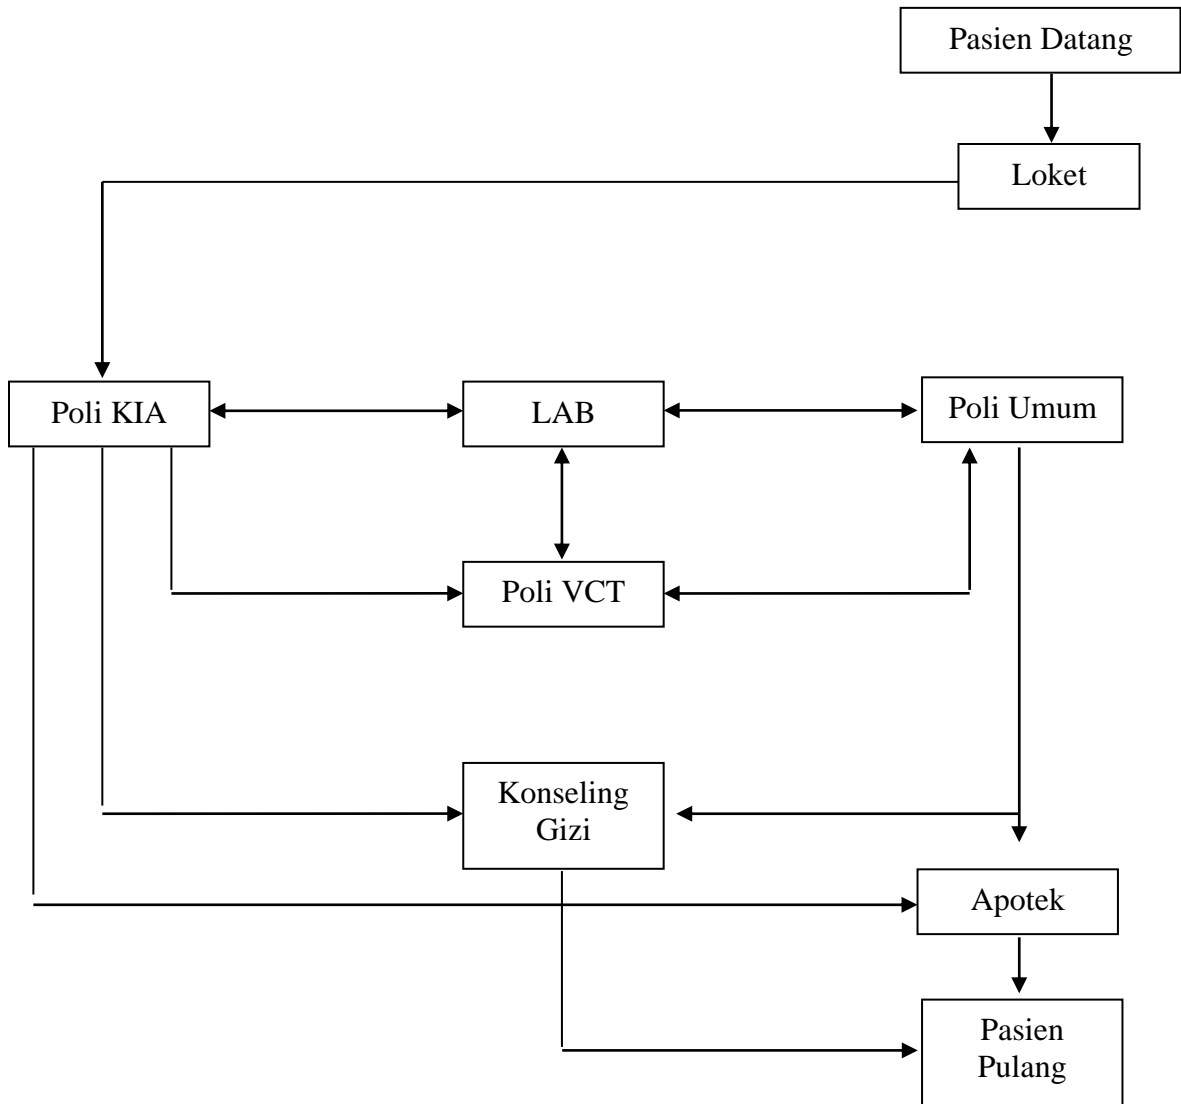 Pasien Datang
Loket
Poli KIA
LAB
Poli Umum
Poli VCT
Konseling
Gizi
Apotek
Pasien
Pulang